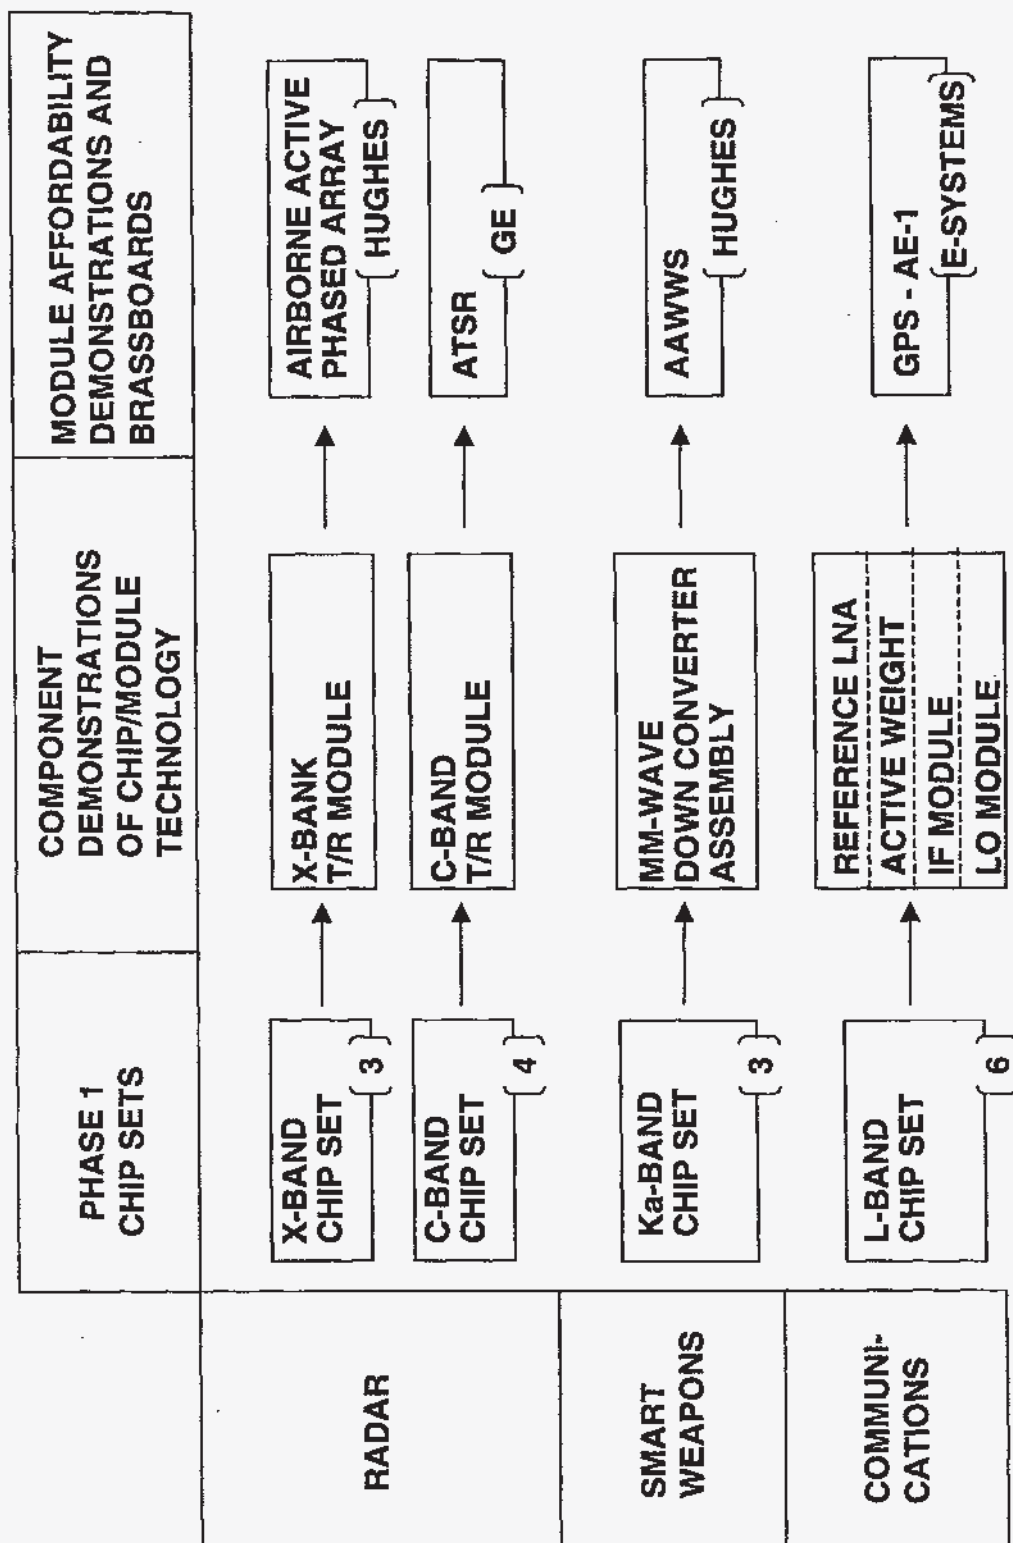 PHASE 1
CHIP SETS
COMPONENT
DEMONSTRATIONS
OF CHIP/MODULE
TECHNOLOGY
MODULE AFFORDABILITY
DEMONSTRATIONS AND
BRASSBOARDS
RADAR
X-BAND
CHIP SET
3
X-BANK
T/R MODULE
AIRBORNE ACTIVE
PHASED ARRAY
HUGHES
C-BAND
CHIP SET
4
C-BAND
T/R MODULE
ATSR
GE
SMART
WEAPONS
Ka-BAND
CHIP SET
3
MM-WAVE
DOWN CONVERTER
ASSEMBLY
AAWWS
HUGHES
COMMUNI-
CATIONS
L-BAND
CHIP SET
6
REFERENCE LNA
ACTIVE WEIGHT
IF MODULE
LO MODULE
GPS - AE-1
E-SYSTEMS